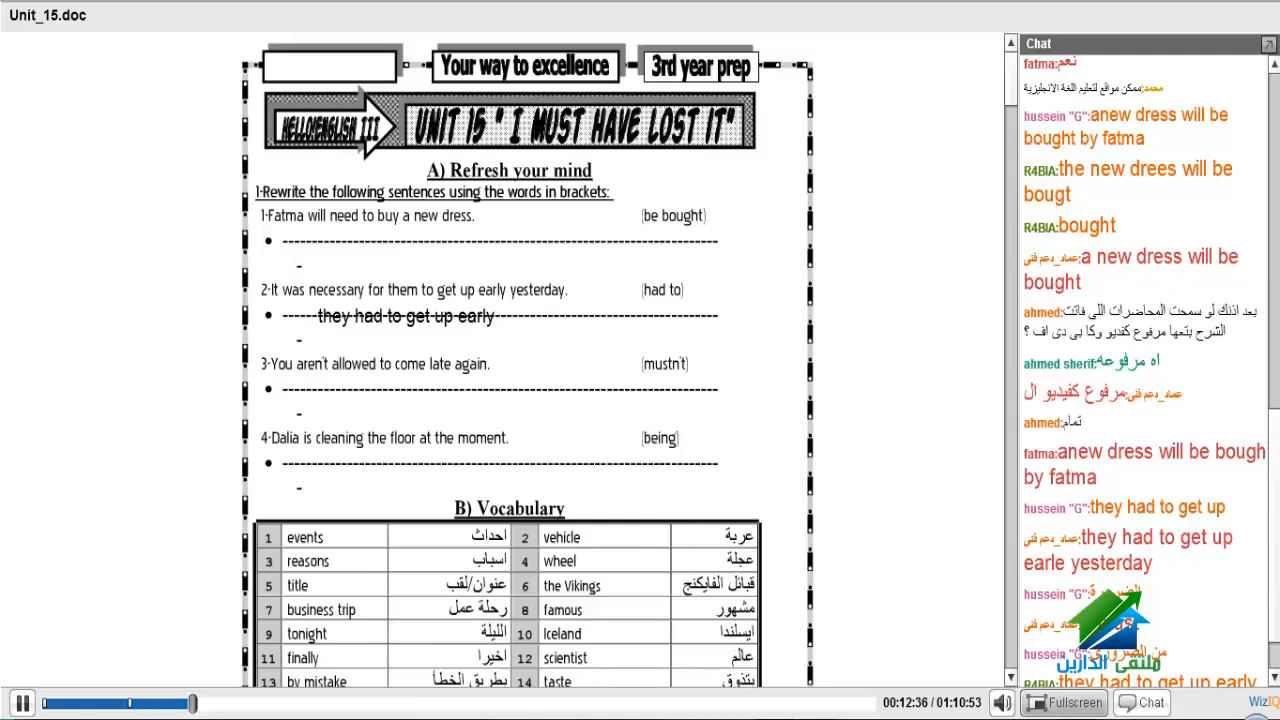 Unit_15.doc
Your way to excellence
3rd year prep
HELLO!ENGLISH III
UNIT 15 " I MUST HAVE LOST IT"
A) Refresh your mind
1-Rewrite the following sentences using the words in brackets:
1-Fatma will need to buy a new dress. (be bought)
2-It was necessary for them to get up early yesterday. (had to)
they had to get up early
3-You aren't allowed to come late again. (mustn't)
4-Dalia is cleaning the floor at the moment. (being)
B) Vocabulary
1 events احداث 2 vehicle عربة
3 reasons اسباب 4 wheel عجلة
5 title عنوان/لقب 6 the Vikings قبائل الفايكنج
7 business trip رحلة عمل 8 famous مشهور
9 tonight الليلة 10 Iceland ايسلندا
11 finally اخيرا 12 scientist عالم
13 by mistake بطريق الخطأ 14 taste يتذوق
Chat
fatma:نعم
محمد:ممكن مواقع لتعليم اللغة الانجليزية
hussein "G":anew dress will be
bought by fatma
R4BIA:the new drees will be
bougt
R4BIA:bought
عماد_دعم فنى:a new dress will be
bought
ahmed:بعد اذنك لو سمحت المحاضرات اللى فاتت
الشرح بتعها مرفوع كفديو وكا بى دى اف ؟
ahmed sherif:اه مرفوعه
عماد_دعم فنى:مرفوع كفيديو ال
ahmed:تمام
fatma:anew dress will be bough
by fatma
hussein "G":they had to get up
عماد_دعم فنى:they had to get up
earle yesterday
hussein "G":
hussein "G":من الضرورى
R4BIA:they had to get up early
ملتقى الدارين
00:12:36 / 01:10:53
Fullscreen
Chat
WizIQ